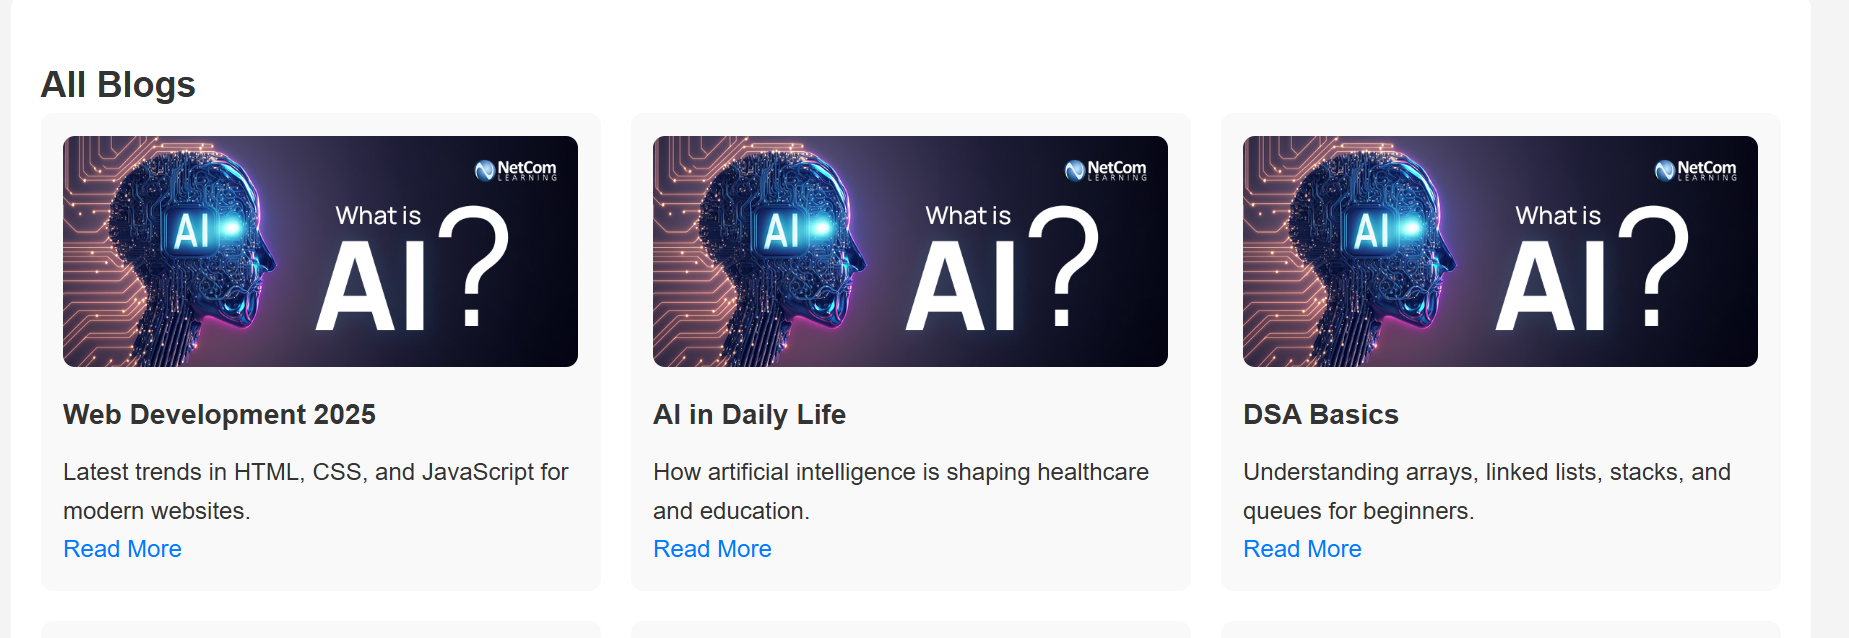 All Blogs
NetCom
LEARNING
What is
AI?
AI
Web Development 2025
Latest trends in HTML, CSS, and JavaScript for
modern websites.
Read More
NetCom
LEARNING
What is
AI?
AI
AI in Daily Life
How artificial intelligence is shaping healthcare
and education.
Read More
NetCom
LEARNING
What is
AI?
AI
DSA Basics
Understanding arrays, linked lists, stacks, and
queues for beginners.
Read More